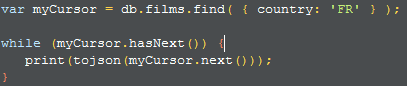 var myCursor = db.films.find( { country: 'FR' } );
while (myCursor.hasNext()) {
print(tojson(myCursor.next()));
}